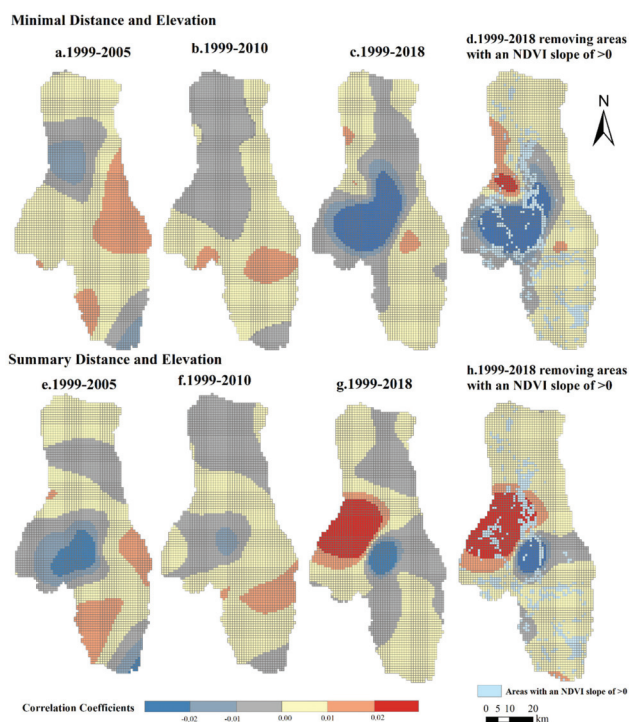 Minimal Distance and Elevation
a.1999-2005
b.1999-2010
c.1999-2018
d.1999-2018 removing areas
with an NDVI slope of >0
N
Summary Distance and Elevation
e.1999-2005
f.1999-2010
g.1999-2018
h.1999-2018 removing areas
with an NDVI slope of >0
Correlation Coefficients
-0.02 -0.01 0.00 0.01 0.02
Areas with an NDVI slope of >0
0 5 10 20
km